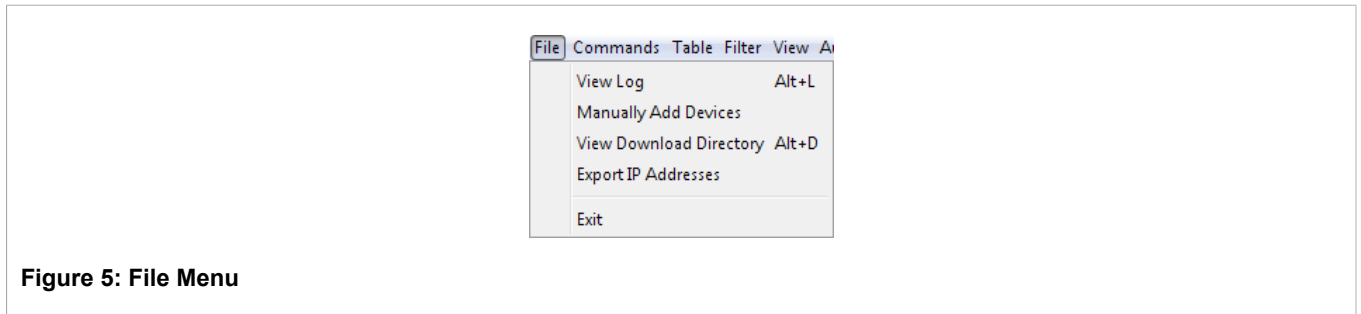 File Commands Table Filter View
View Log Alt+L
Manually Add Devices
View Download Directory Alt+D
Export IP Addresses
Exit
Figure 5: File Menu